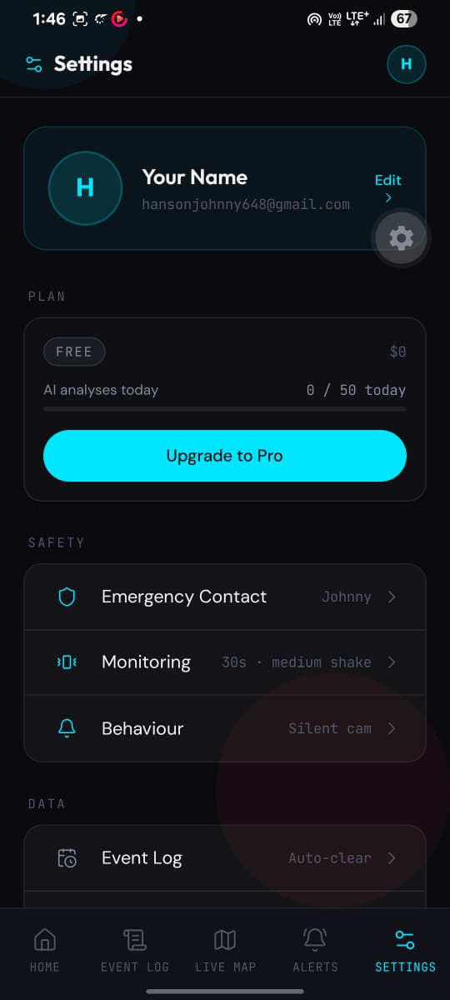 1:46
Vo))
LTE
LTE+
67
Settings
H
H
Your Name
hansonjohnny648@gmail.com
Edit
PLAN
FREE
$0
AI analyses today
0 / 50 today
Upgrade to Pro
SAFETY
Emergency Contact
Johnny
Monitoring
30s · medium shake
Behaviour
Silent cam
DATA
Event Log
Auto-clear
HOME
EVENT LOG
LIVE MAP
ALERTS
SETTINGS